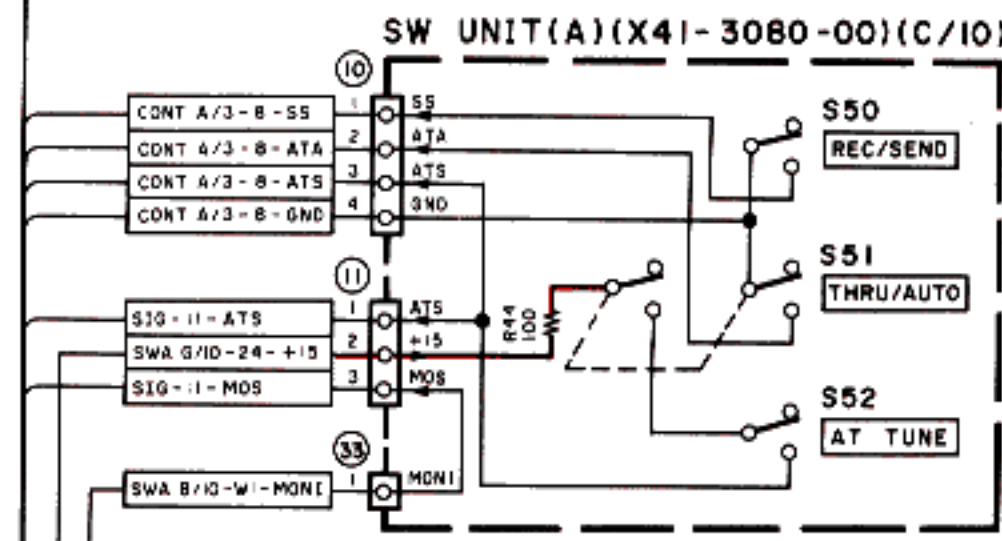 SW UNIT(A)(X41-3080-00)(C/10)
10
CONT A/3-8-SS 1 SS
CONT A/3-8-ATA 2 ATA
CONT A/3-8-ATS 3 ATS
CONT A/3-8-GND 4 GND
S50
REC/SEND
11
SIG-11-ATS 1 ATS
SWA G/10-24-+15 2 +15
SIG-11-MOS 3 MOS
R44
100
S51
THRU/AUTO
S52
AT TUNE
33
SWA B/10-W1-MONI 1 MONI